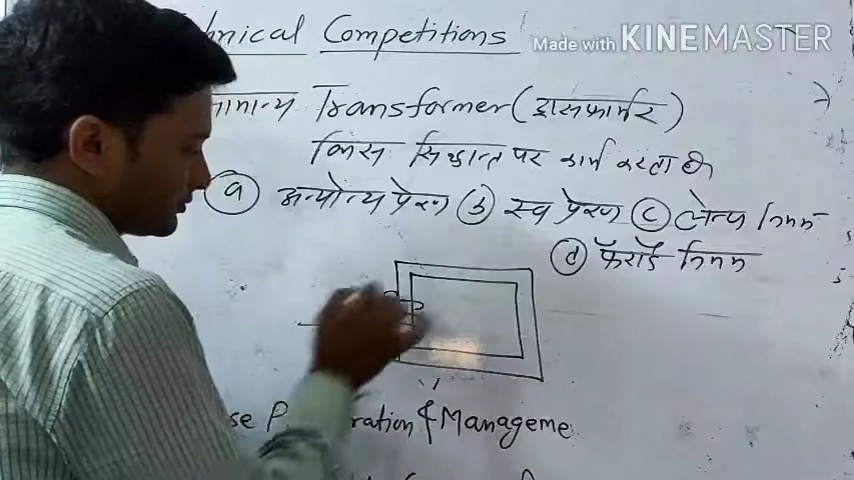 hnical Competitions
Made with KINEMASTER
Transformer (ट्रांसफार्मर)
किस सिद्धान्त पर कार्य करता है
(a) अन्योन्य प्रेरण (b) स्व प्रेरण (c) लेन्ज नियम
(d) फैराडे नियम
se P ration & Manageme